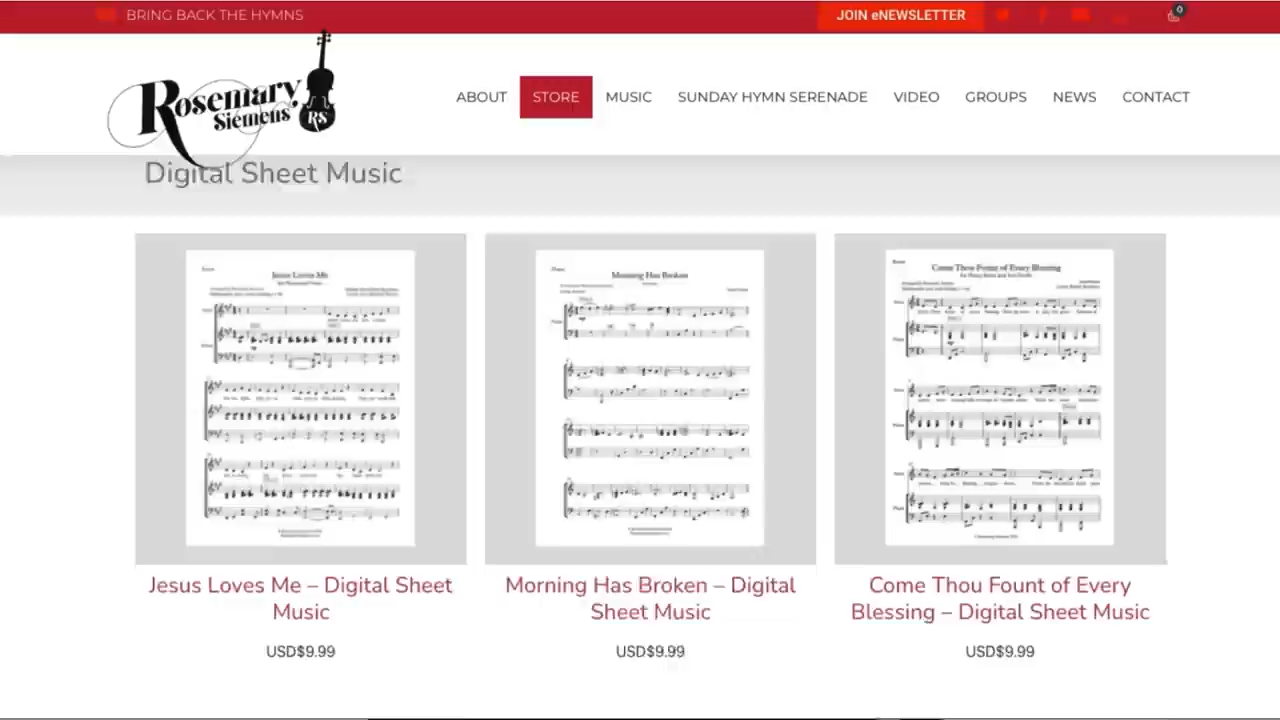 BRING BACK THE HYMNS
JOIN eNEWSLETTER
0
Rosemary
Siemens
RS
ABOUT STORE MUSIC SUNDAY HYMN SERENADE VIDEO GROUPS NEWS CONTACT
Digital Sheet Music
Jesus Loves Me
Morning Has Broken
Come Thou Fount of Every Blessing
Jesus Loves Me – Digital Sheet
Music
USD$9.99
Morning Has Broken – Digital
Sheet Music
USD$9.99
Come Thou Fount of Every
Blessing – Digital Sheet Music
USD$9.99